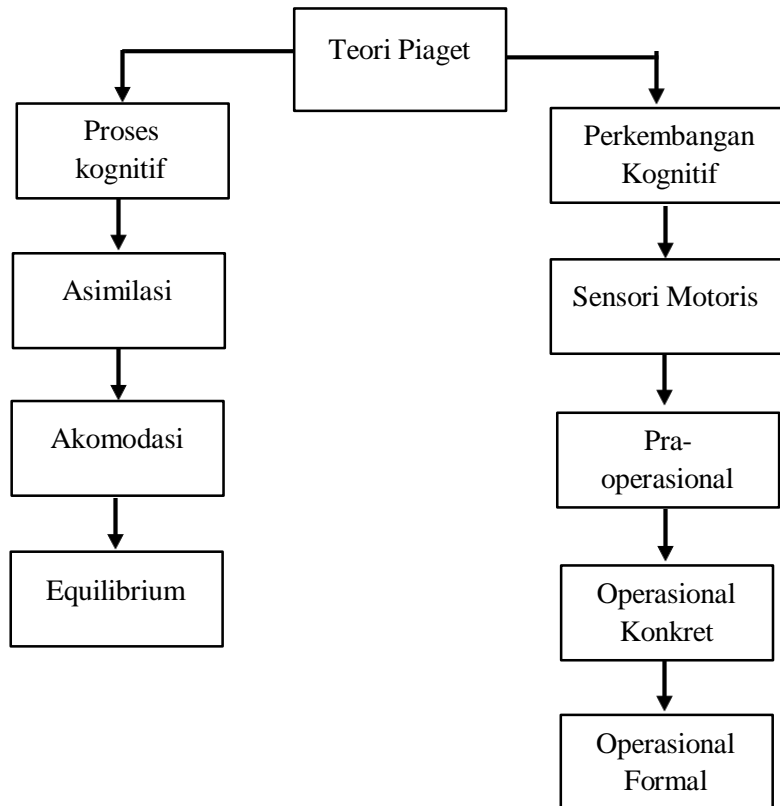 Teori Piaget
Proses
kognitif
Asimilasi
Akomodasi
Equilibrium
Perkembangan
Kognitif
Sensori Motoris
Pra-
operasional
Operasional
Konkret
Operasional
Formal